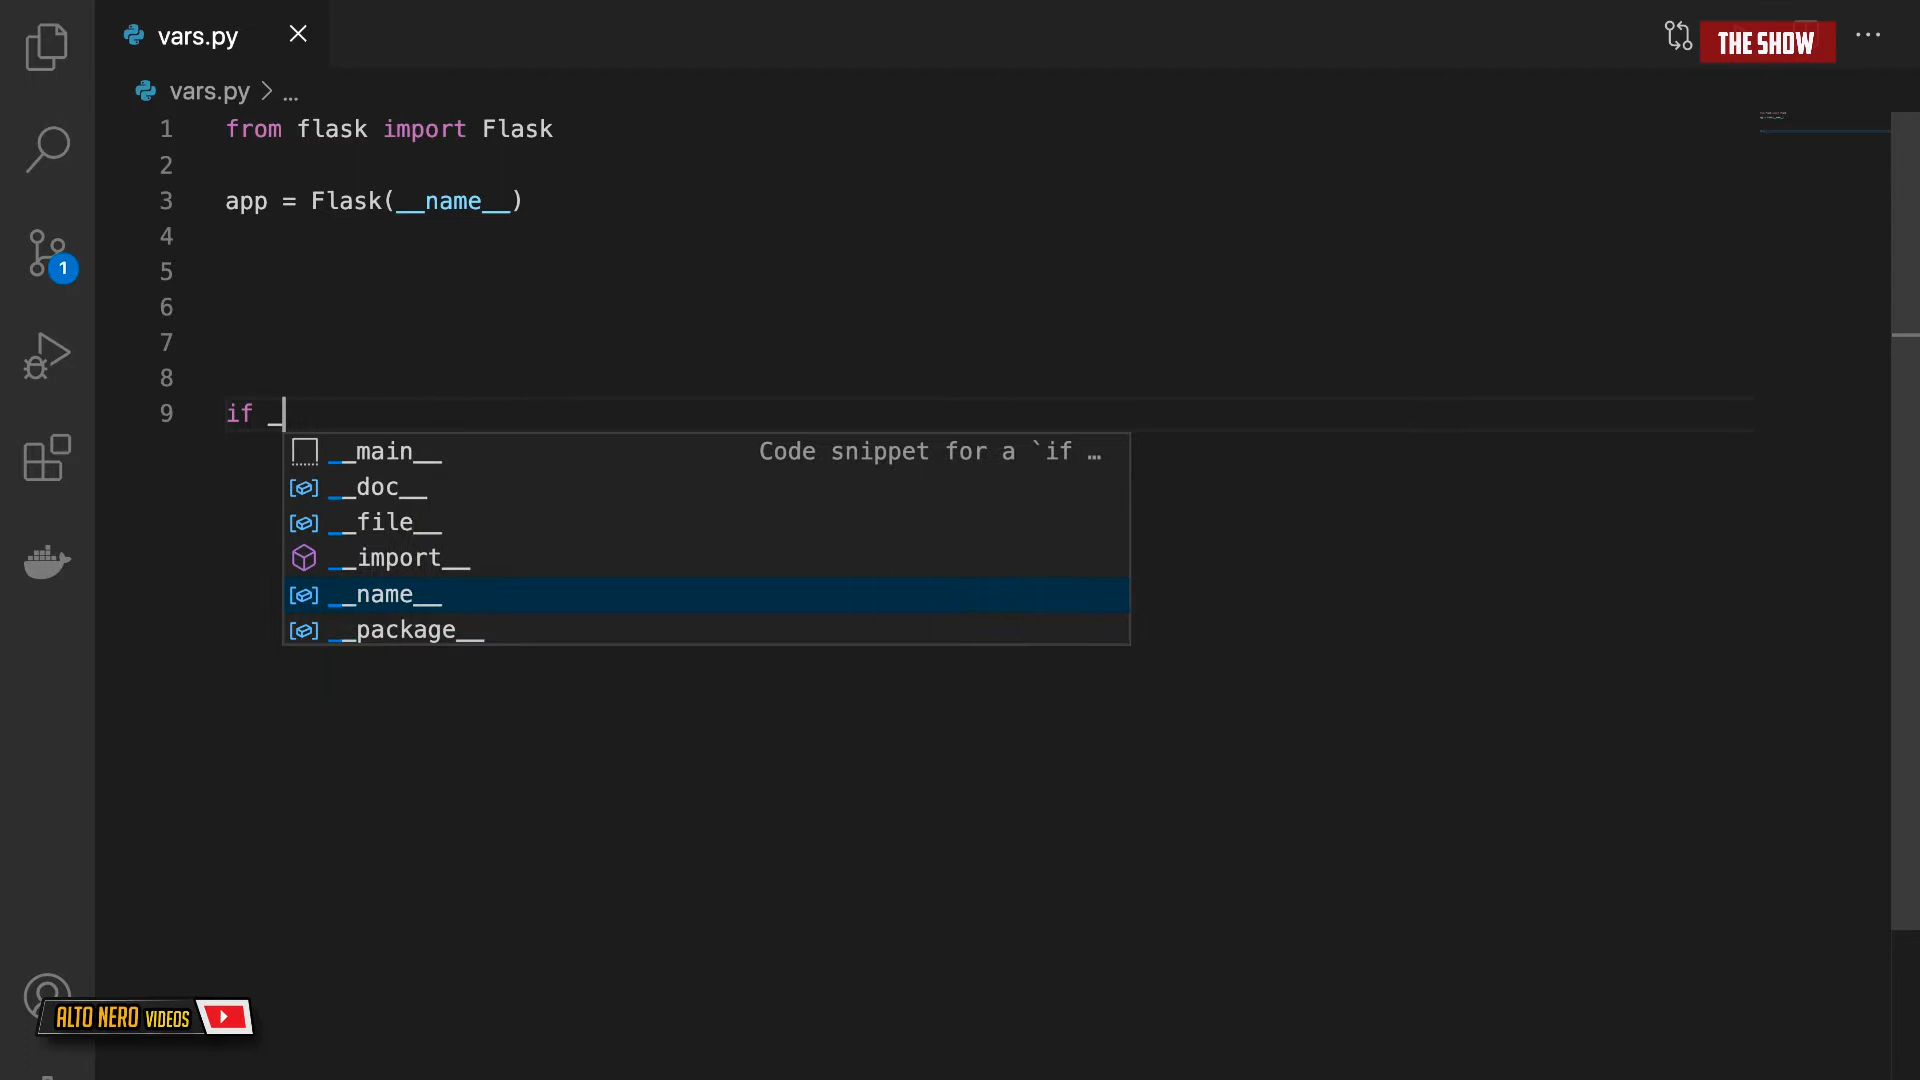 vars.py
THE SHOW
vars.py > ...
1 from flask import Flask
2
3 app = Flask(__name__)
4
5
6
7
8
9 if _
1
__main__ Code snippet for a `if …
__doc__
__file__
__import__
__name__
__package__
ALTO NERO VIDEOS